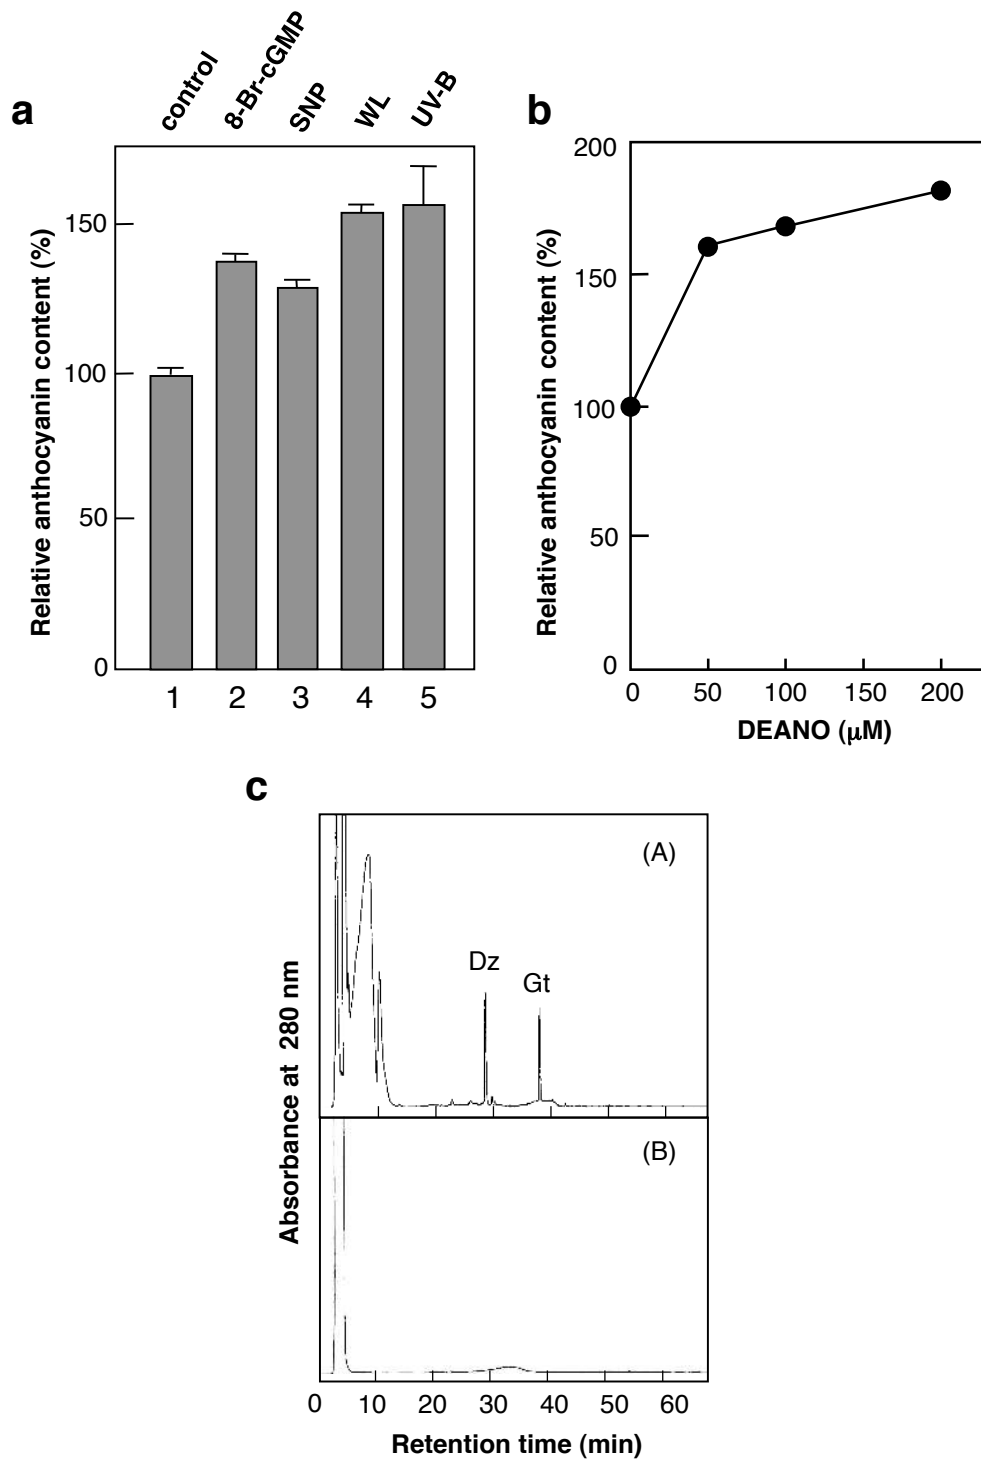 a
control
8-Br-cGMP
SNP
WL
UV-B
Relative anthocyanin content (%)
150
100
50
0
1 2 3 4 5
b
Relative anthocyanin content (%)
200
150
100
50
0
0 50 100 150 200
DEANO (μM)
c
Absorbance at 280 nm
(A)
Dz
Gt
(B)
0 10 20 30 40 50 60
Retention time (min)